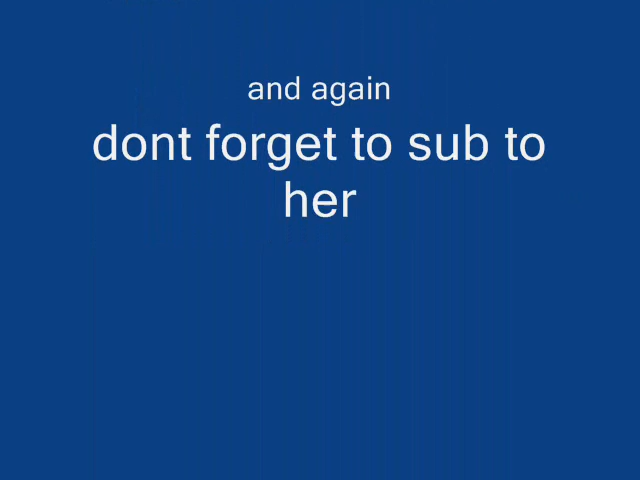 and again
dont forget to sub to
her